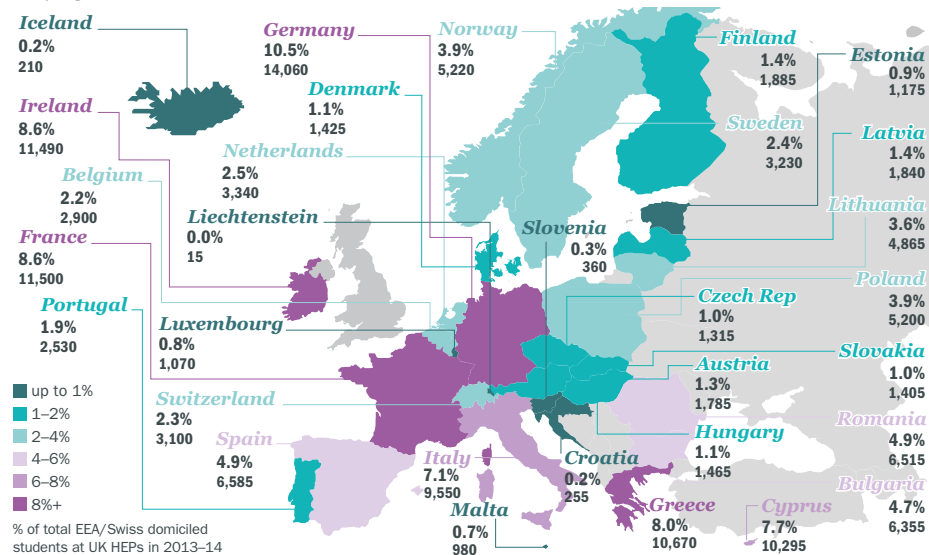 Iceland
0.2%
210
Ireland
8.6%
11,490
Belgium
2.2%
2,900
France
8.6%
11,500
Portugal
1.9%
2,530
Germany
10.5%
14,060
Denmark
1.1%
1,425
Netherlands
2.5%
3,340
Liechtenstein
0.0%
15
Luxembourg
0.8%
1,070
Switzerland
2.3%
3,100
Spain
4.9%
6,585
Norway
3.9%
5,220
Slovenia
0.3%
360
Italy
7.1%
9,550
Malta
0.7%
980
Croatia
0.2%
255
Finland
1.4%
1,885
Sweden
2.4%
3,230
Czech Rep
1.0%
1,315
Austria
1.3%
1,785
Hungary
1.1%
1,465
Greece
8.0%
10,670
Cyprus
7.7%
10,295
Estonia
0.9%
1,175
Latvia
1.4%
1,840
Lithuania
3.6%
4,865
Poland
3.9%
5,200
Slovakia
1.0%
1,405
Romania
4.9%
6,515
Bulgaria
4.7%
6,355
up to 1%
1–2%
2–4%
4–6%
6–8%
8%+
% of total EEA/Swiss domiciled
students at UK HEPs in 2013–14